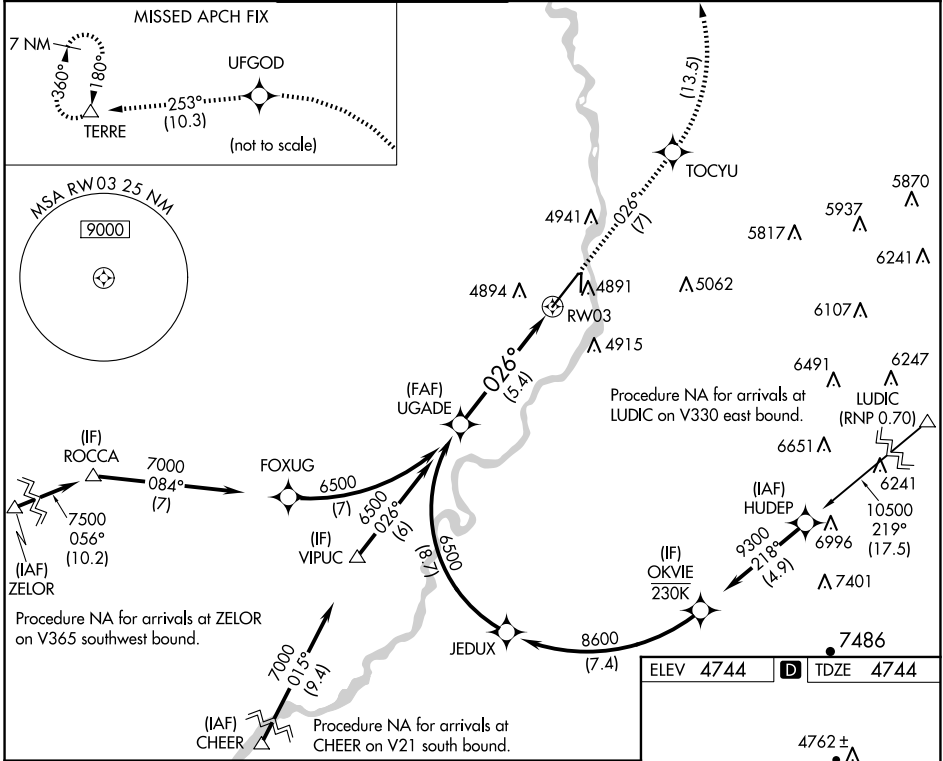 MISSED APCH FIX
7 NM
360°
180°
TERRE
UFGOD
253°
(10.3)
(not to scale)
(13.5)
TOCYU
026°
(7)
MSA RW03 25 NM
9000
4941
5870
5937
5817
6241
4894
4891
5062
RW03
6107
4915
026°
(5.4)
6491
6247
(FAF)
UGADE
Procedure NA for arrivals at
LUDIC on V330 east bound.
LUDIC
(RNP 0.70)
6651
6241
(IF)
ROCCA
7000
084°
(7)
FOXUG
6500
(7)
10500
219°
(17.5)
(IAF)
HUDEP
6996
7500
056°
(10.2)
(IAF)
ZELOR
6500
026°
(6)
(IF)
VIPUC
6500
(8.7)
9300
218°
(4.9)
(IF)
OKVIE
230K
7401
Procedure NA for arrivals at ZELOR
on V365 southwest bound.
JEDUX
8600
(7.4)
7486
7000
015°
(9.4)
(IAF)
CHEER
Procedure NA for arrivals at
CHEER on V21 south bound.
ELEV 4744 D TDZE 4744
4762 ±